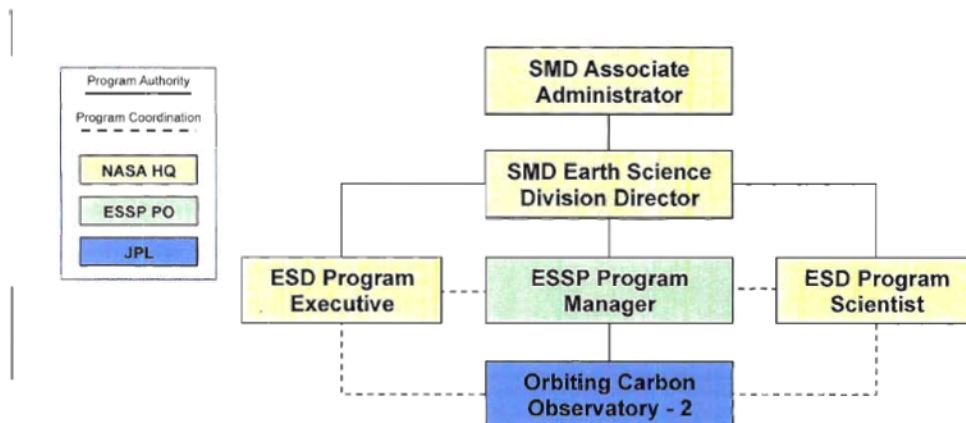 Program Authority
Program Coordination
NASA HQ
ESSP PO
JPL
SMD Associate
Administrator
SMD Earth Science
Division Director
ESD Program
Executive
ESSP Program
Manager
ESD Program
Scientist
Orbiting Carbon
Observatory - 2